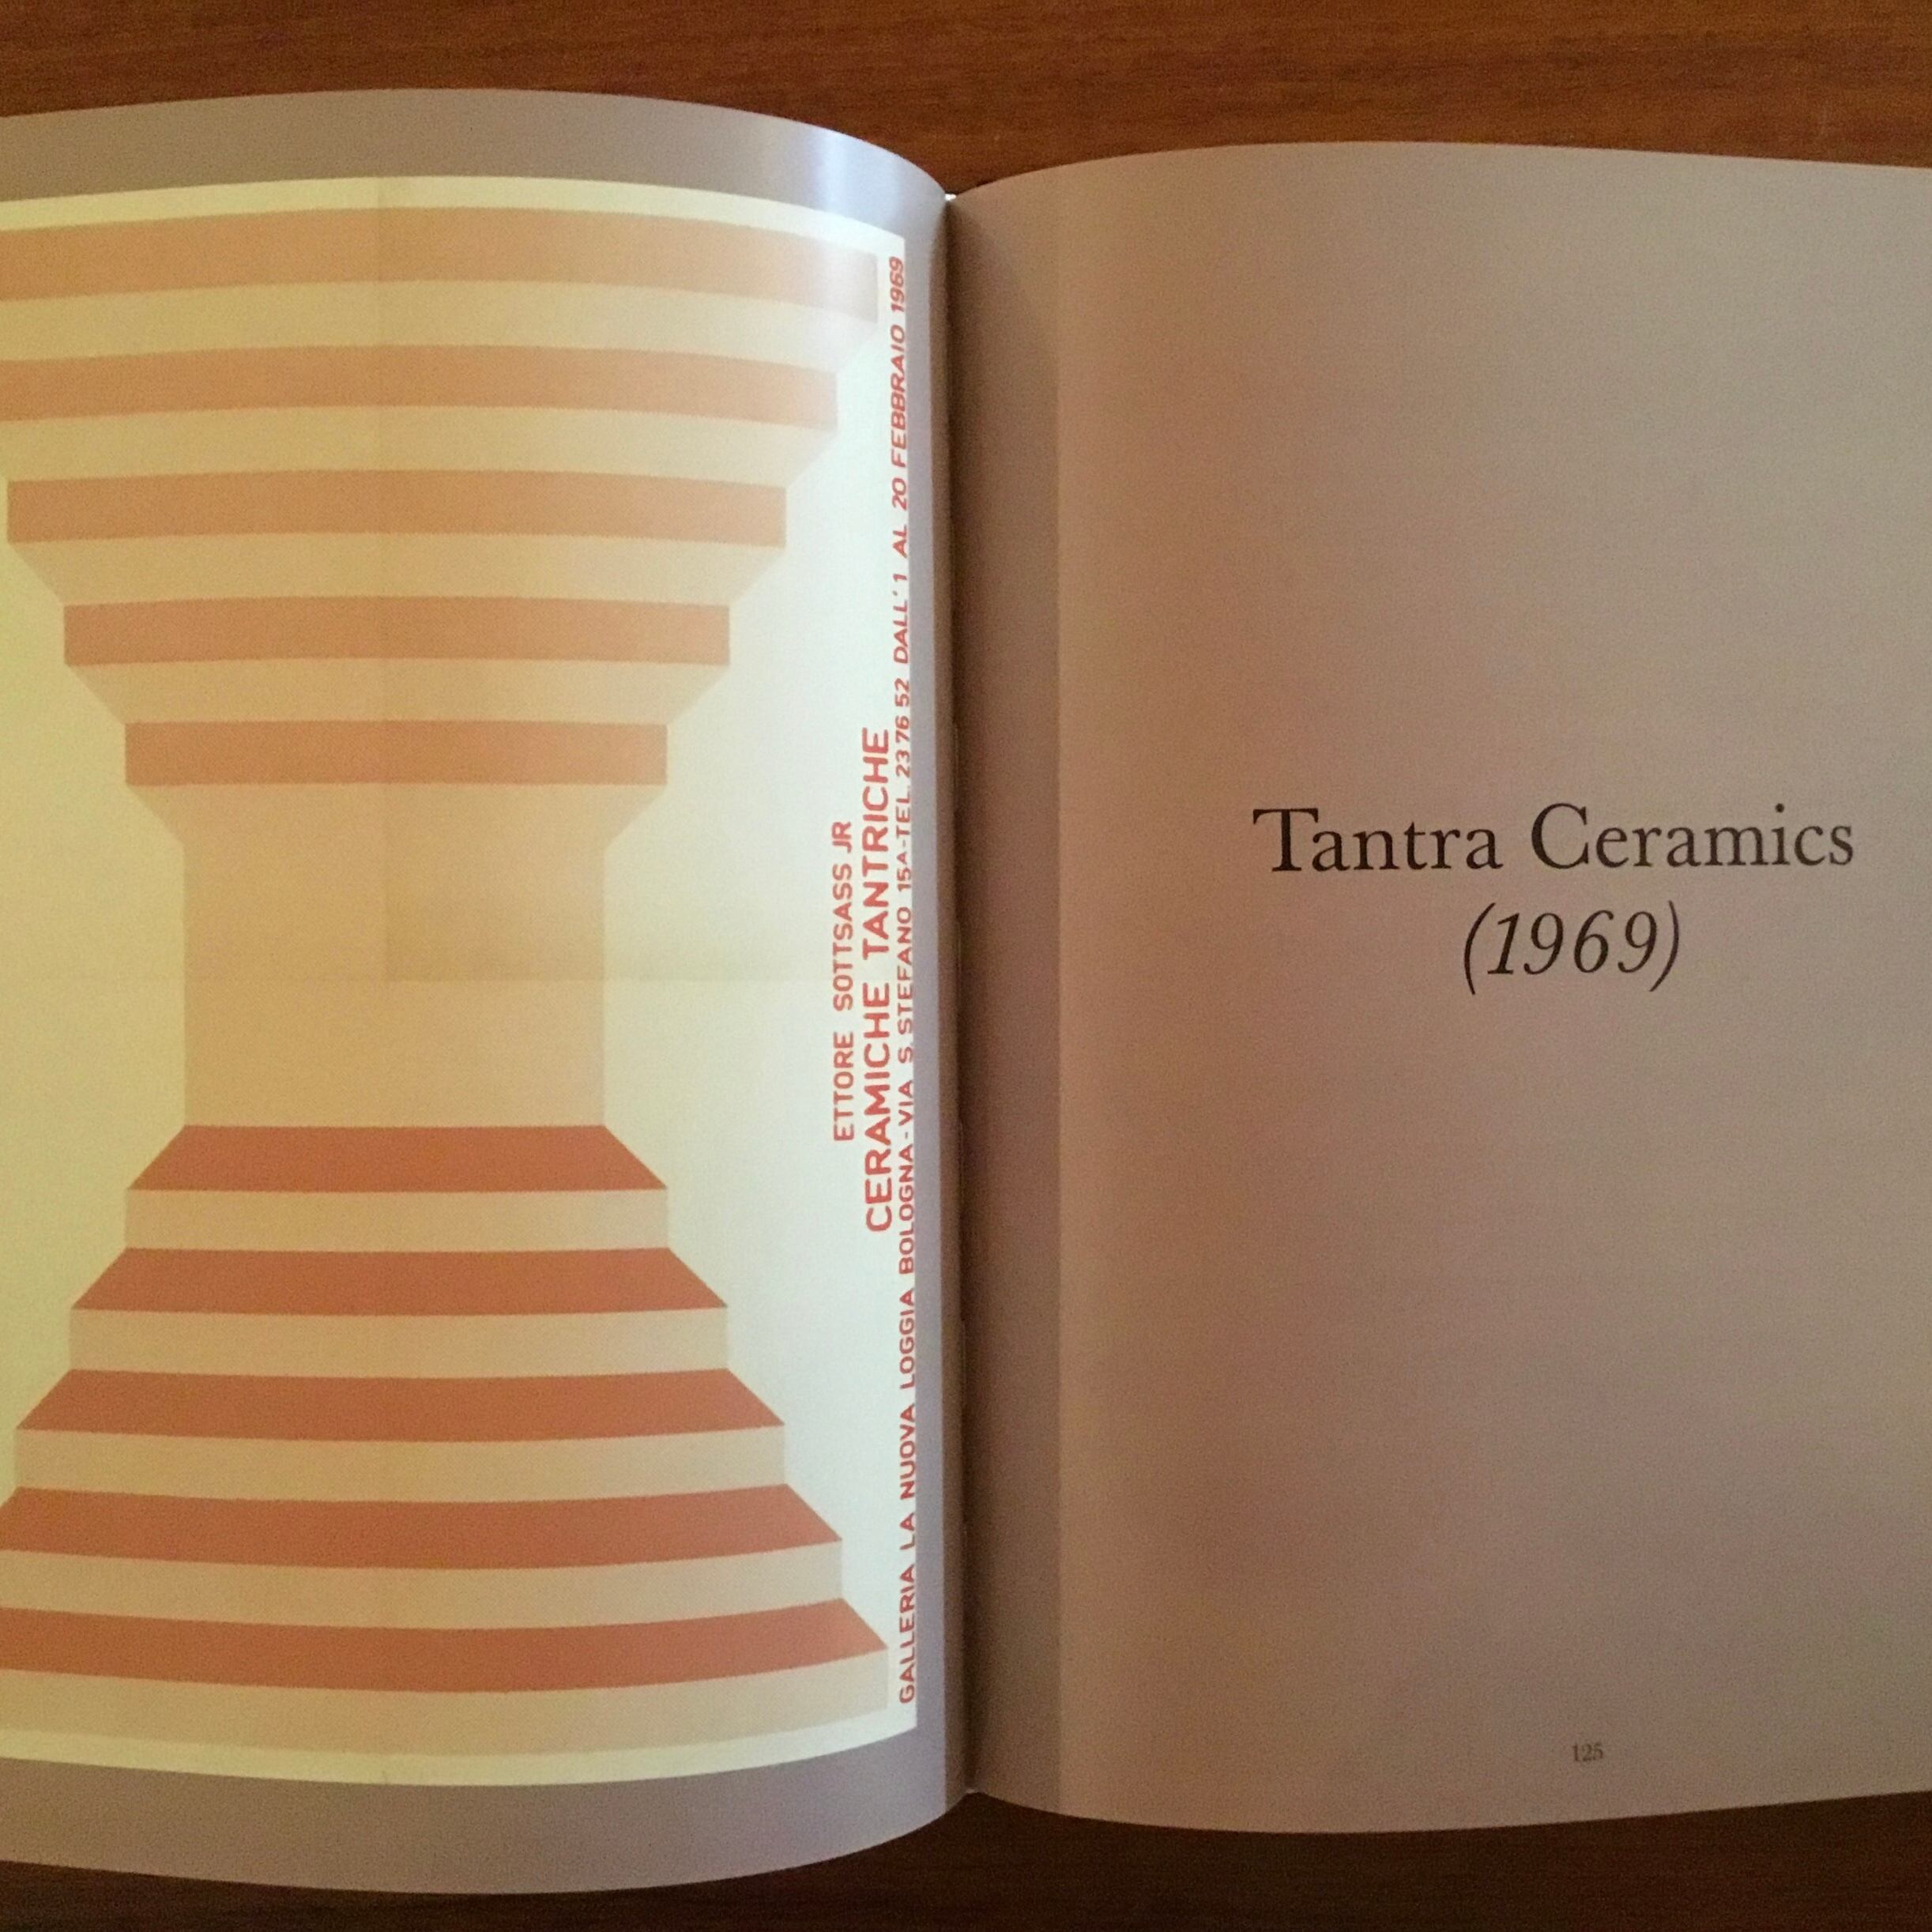 ETTORE SOTTSASS JR
CERAMICHE TANTRICHE
GALLERIA LA NUOVA LOGGIA BOLOGNA-VIA S. STEFANO 15A-TEL. 23 76 52 DALL' 1 AL 20 FEBBRAIO 1969
Tantra Ceramics
(1969)
125